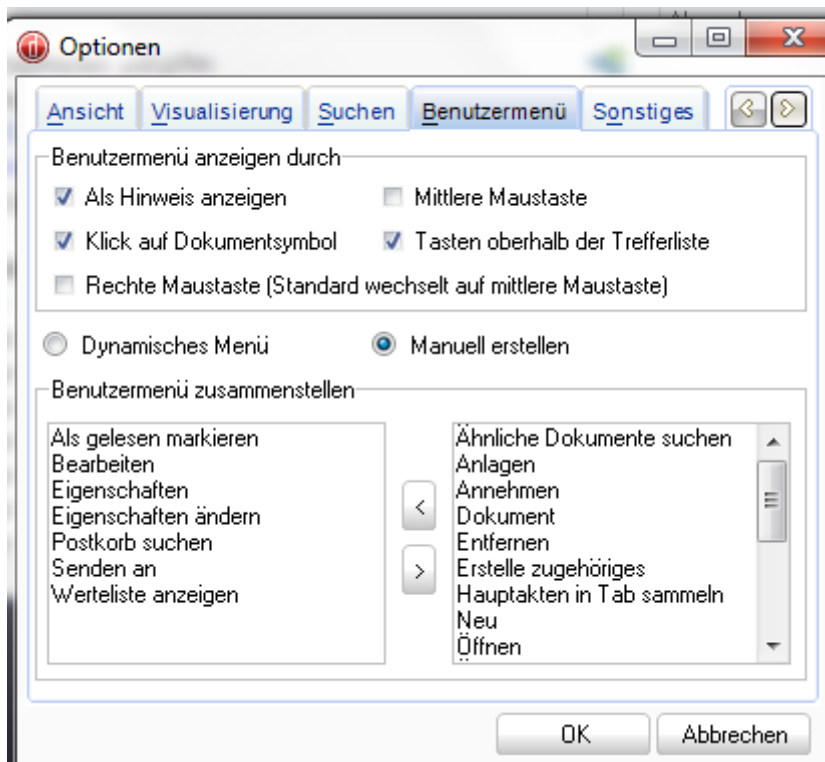 Optionen
Ansicht Visualisierung Suchen Benutzermenü Sonstiges
Benutzermenü anzeigen durch
Als Hinweis anzeigen Mittlere Maustaste
Klick auf Dokumentsymbol Tasten oberhalb der Trefferliste
Rechte Maustaste (Standard wechselt auf mittlere Maustaste)
Dynamisches Menü Manuell erstellen
Benutzermenü zusammenstellen
Als gelesen markieren
Bearbeiten
Eigenschaften
Eigenschaften ändern
Postkorb suchen
Senden an
Werteliste anzeigen
<
>
Ähnliche Dokumente suchen
Anlagen
Annehmen
Dokument
Entfernen
Erstelle zugehöriges
Hauptakten in Tab sammeln
Neu
Öffnen
OK Abbrechen